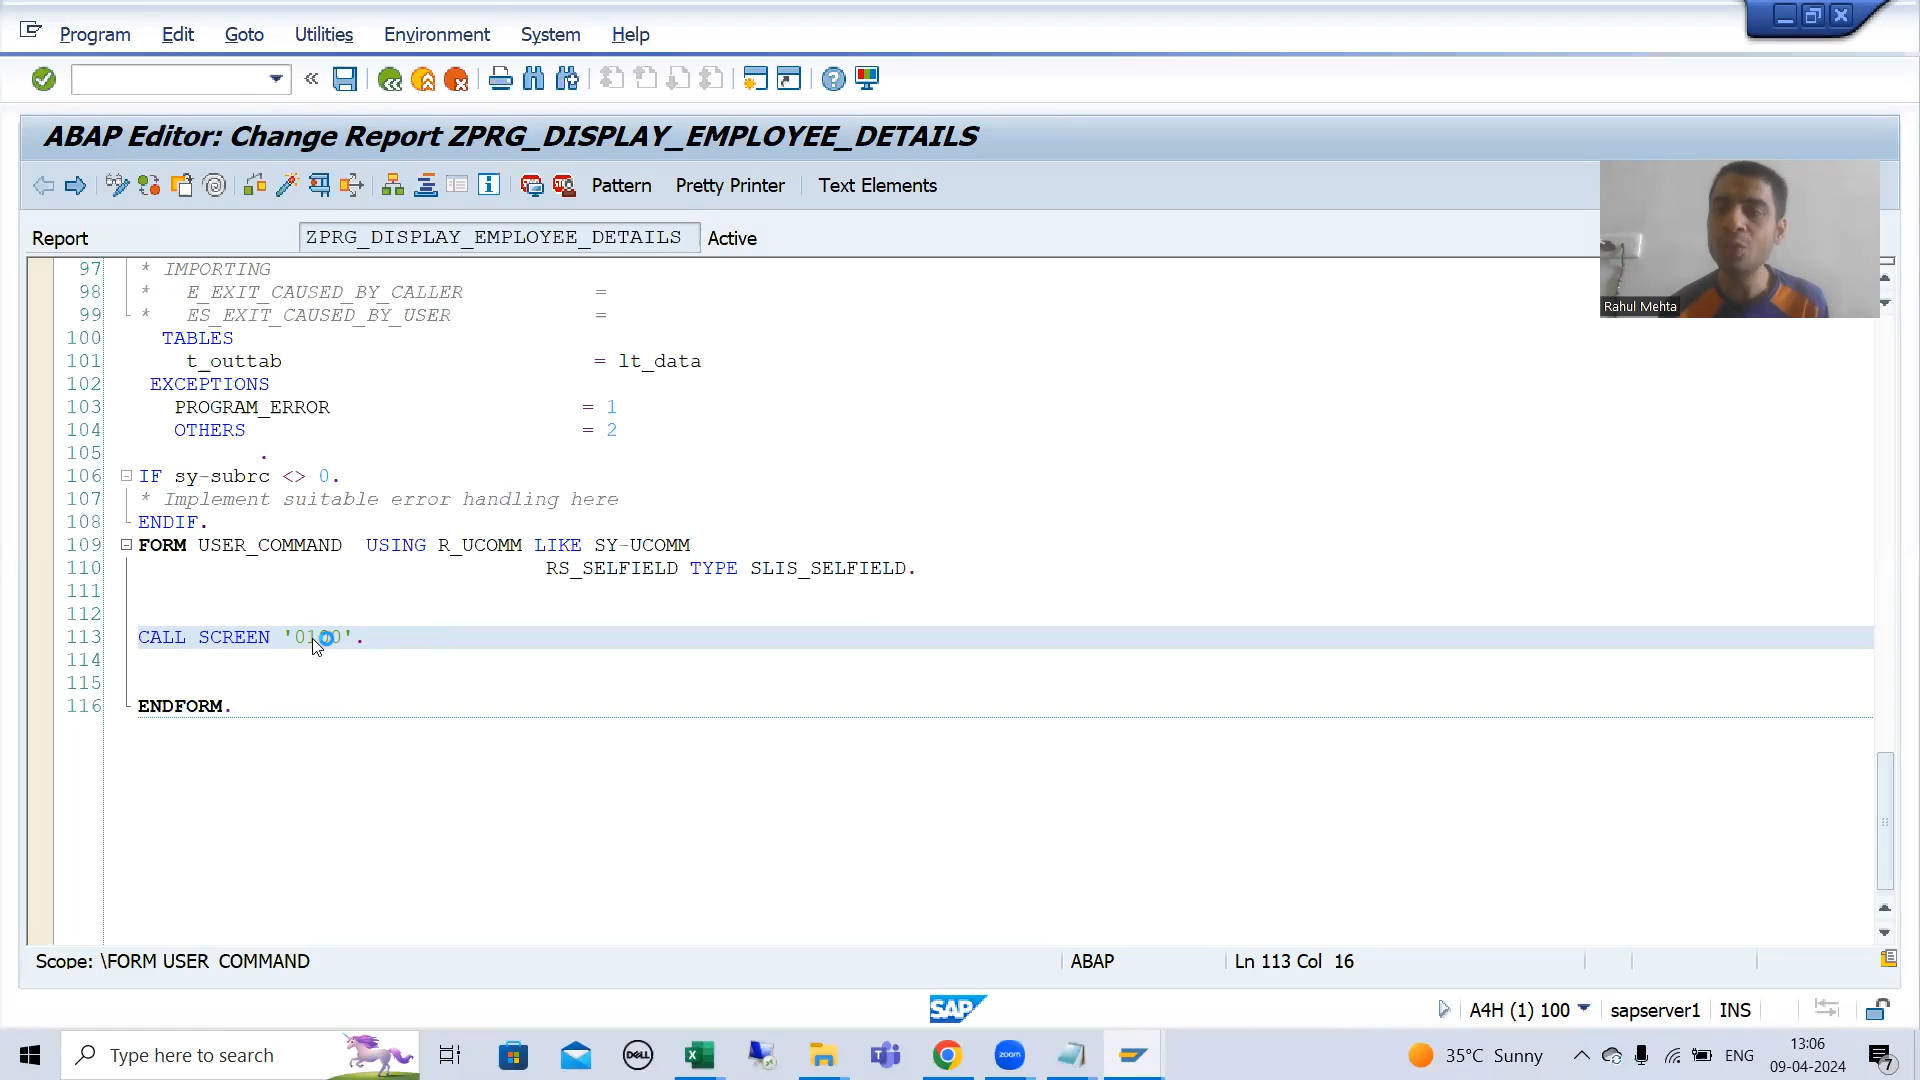 Program Edit Goto Utilities Environment System Help
ABAP Editor: Change Report ZPRG_DISPLAY_EMPLOYEE_DETAILS
Pattern Pretty Printer Text Elements
Report ZPRG_DISPLAY_EMPLOYEE_DETAILS Active
Rahul Mehta
97 * IMPORTING
98 * E_EXIT_CAUSED_BY_CALLER =
99 * ES_EXIT_CAUSED_BY_USER =
100 TABLES
101 t_outtab = lt_data
102 EXCEPTIONS
103 PROGRAM_ERROR = 1
104 OTHERS = 2
105 .
106 IF sy-subrc <> 0.
107 * Implement suitable error handling here
108 ENDIF.
109 FORM USER_COMMAND USING R_UCOMM LIKE SY-UCOMM
110 RS_SELFIELD TYPE SLIS_SELFIELD.
111
112
113 CALL SCREEN '0100'.
114
115
116 ENDFORM.
Scope: \FORM USER_COMMAND ABAP Ln 113 Col 16
SAP A4H (1) 100 sapserver1 INS
Type here to search DELL zoom 35°C Sunny ENG 13:06
09-04-2024 7